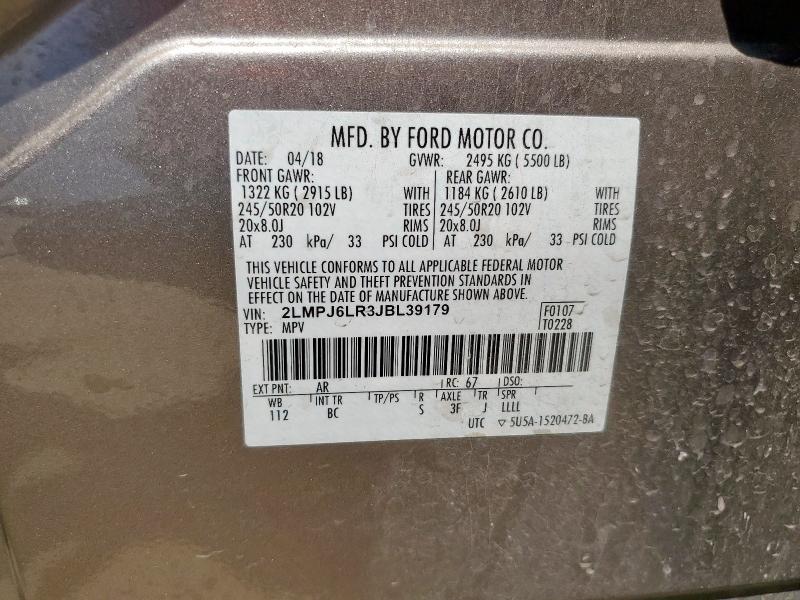 MFD. BY FORD MOTOR CO.
DATE: 04/18 GVWR: 2495 KG ( 5500 LB)
FRONT GAWR: REAR GAWR:
1322 KG ( 2915 LB) WITH 1184 KG ( 2610 LB) WITH
245/50R20 102V TIRES 245/50R20 102V TIRES
20x8.0J RIMS 20x8.0J RIMS
AT 230 kPa/ 33 PSI COLD AT 230 kPa/ 33 PSI COLD
THIS VEHICLE CONFORMS TO ALL APPLICABLE FEDERAL MOTOR
VEHICLE SAFETY AND THEFT PREVENTION STANDARDS IN
EFFECT ON THE DATE OF MANUFACTURE SHOWN ABOVE.
VIN: 2LMPJ6LR3JBL39179 F0107
TYPE: MPV T0228
EXT PNT: AR RC: 67 DSO:
WB INT TR TP/PS R AXLE TR SPR
112 BC S 3F J LLLL
UTC ▽ 5U5A-1520472-BA